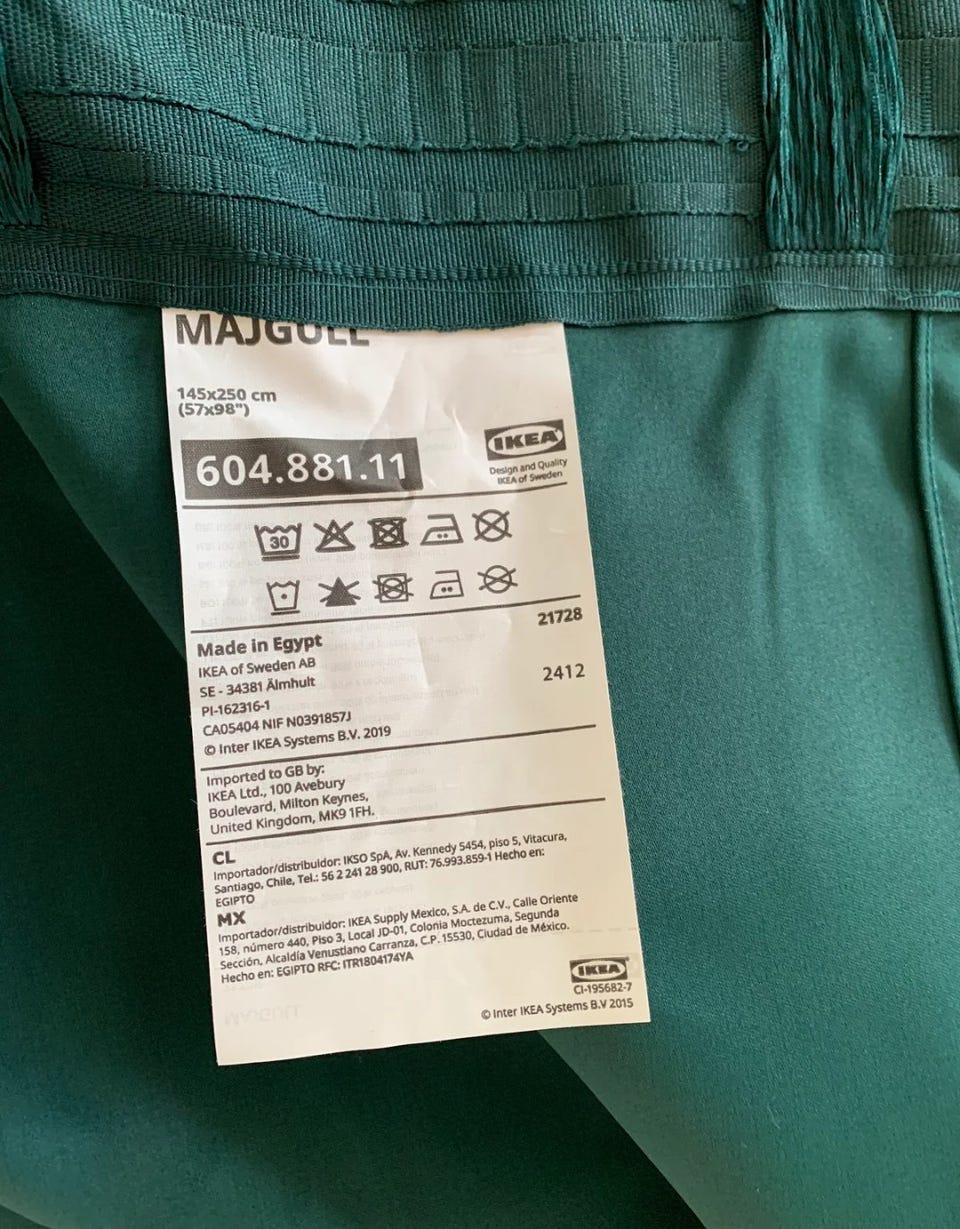 MAJGULL
145x250 cm
(57x98")
604.881.11
IKEA
Design and Quality
IKEA of Sweden
30
21728
2412
Made in Egypt
IKEA of Sweden AB
SE - 34381 Älmhult
PI-162316-1
CA05404 NIF N0391857J
© Inter IKEA Systems B.V. 2019
Imported to GB by:
IKEA Ltd., 100 Avebury
Boulevard, Milton Keynes,
United Kingdom, MK9 1FH.
CL
Importador/distribuidor: IKSO SpA, Av. Kennedy 5454, piso 5, Vitacura,
Santiago, Chile, Tel.: 56 2 241 28 900, RUT: 76.993.859-1 Hecho en:
EGIPTO
MX
Importador/distribuidor: IKEA Supply Mexico, S.A. de C.V., Calle Oriente
158, número 440, Piso 3, Local JD-01, Colonia Moctezuma, Segunda
Sección, Alcaldía Venustiano Carranza, C.P. 15530, Ciudad de México.
Hecho en: EGIPTO RFC: ITR1804174YA
IKEA
CI-195682-7
© Inter IKEA Systems B.V 2015